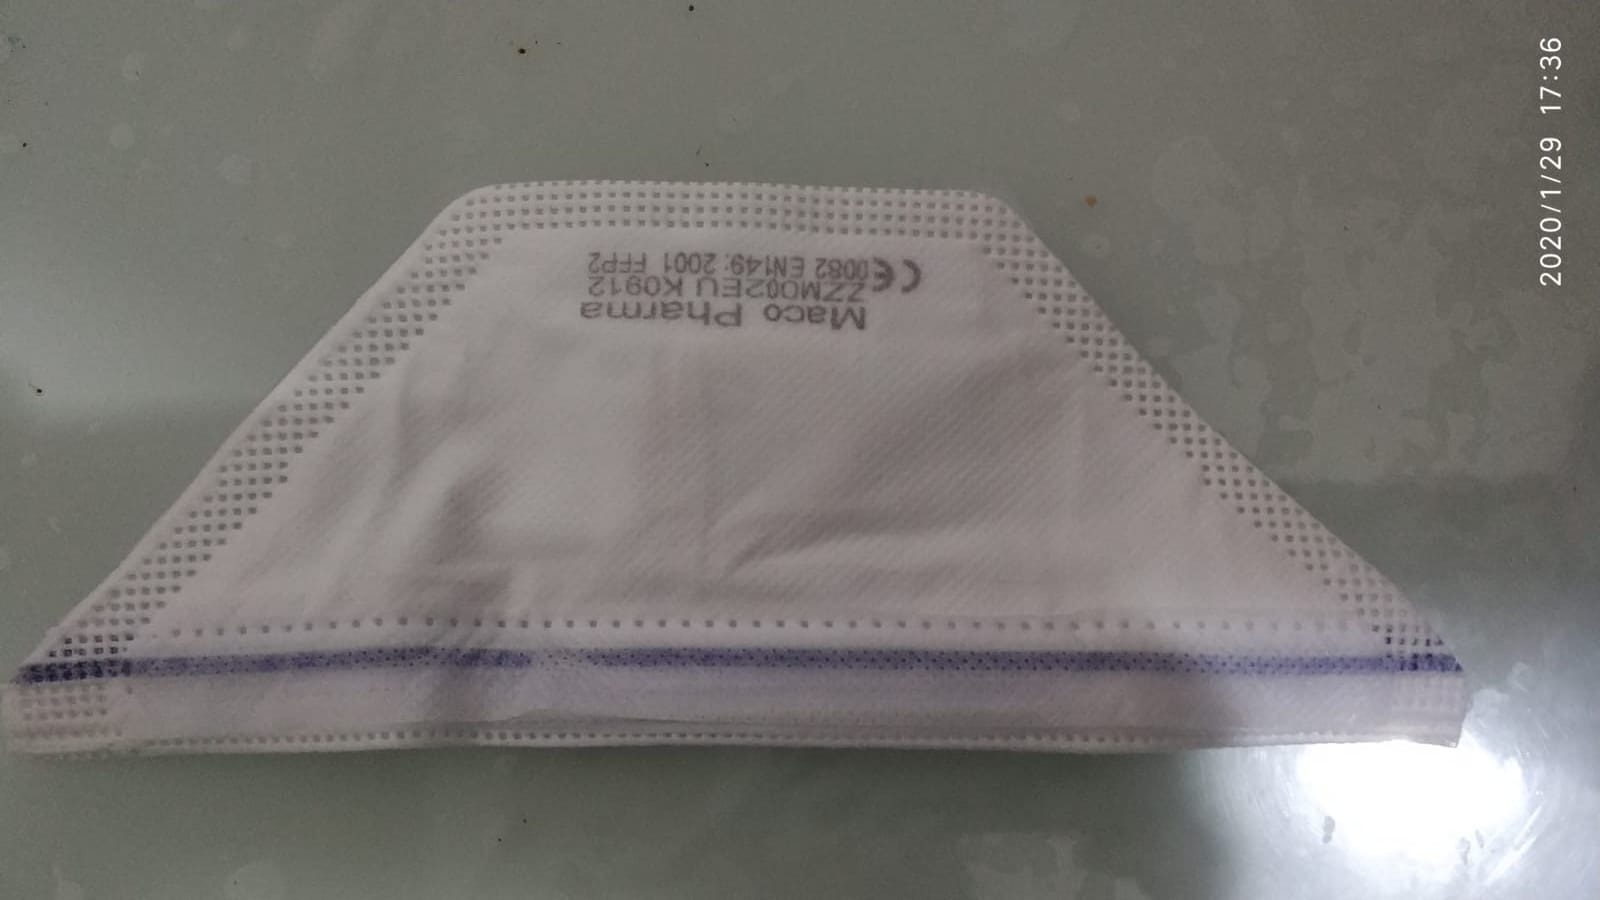 Maco Pharma
ZZM002EU K0912
CE 0082 EN149: 2001 FFP2
2020/1/29 17:36